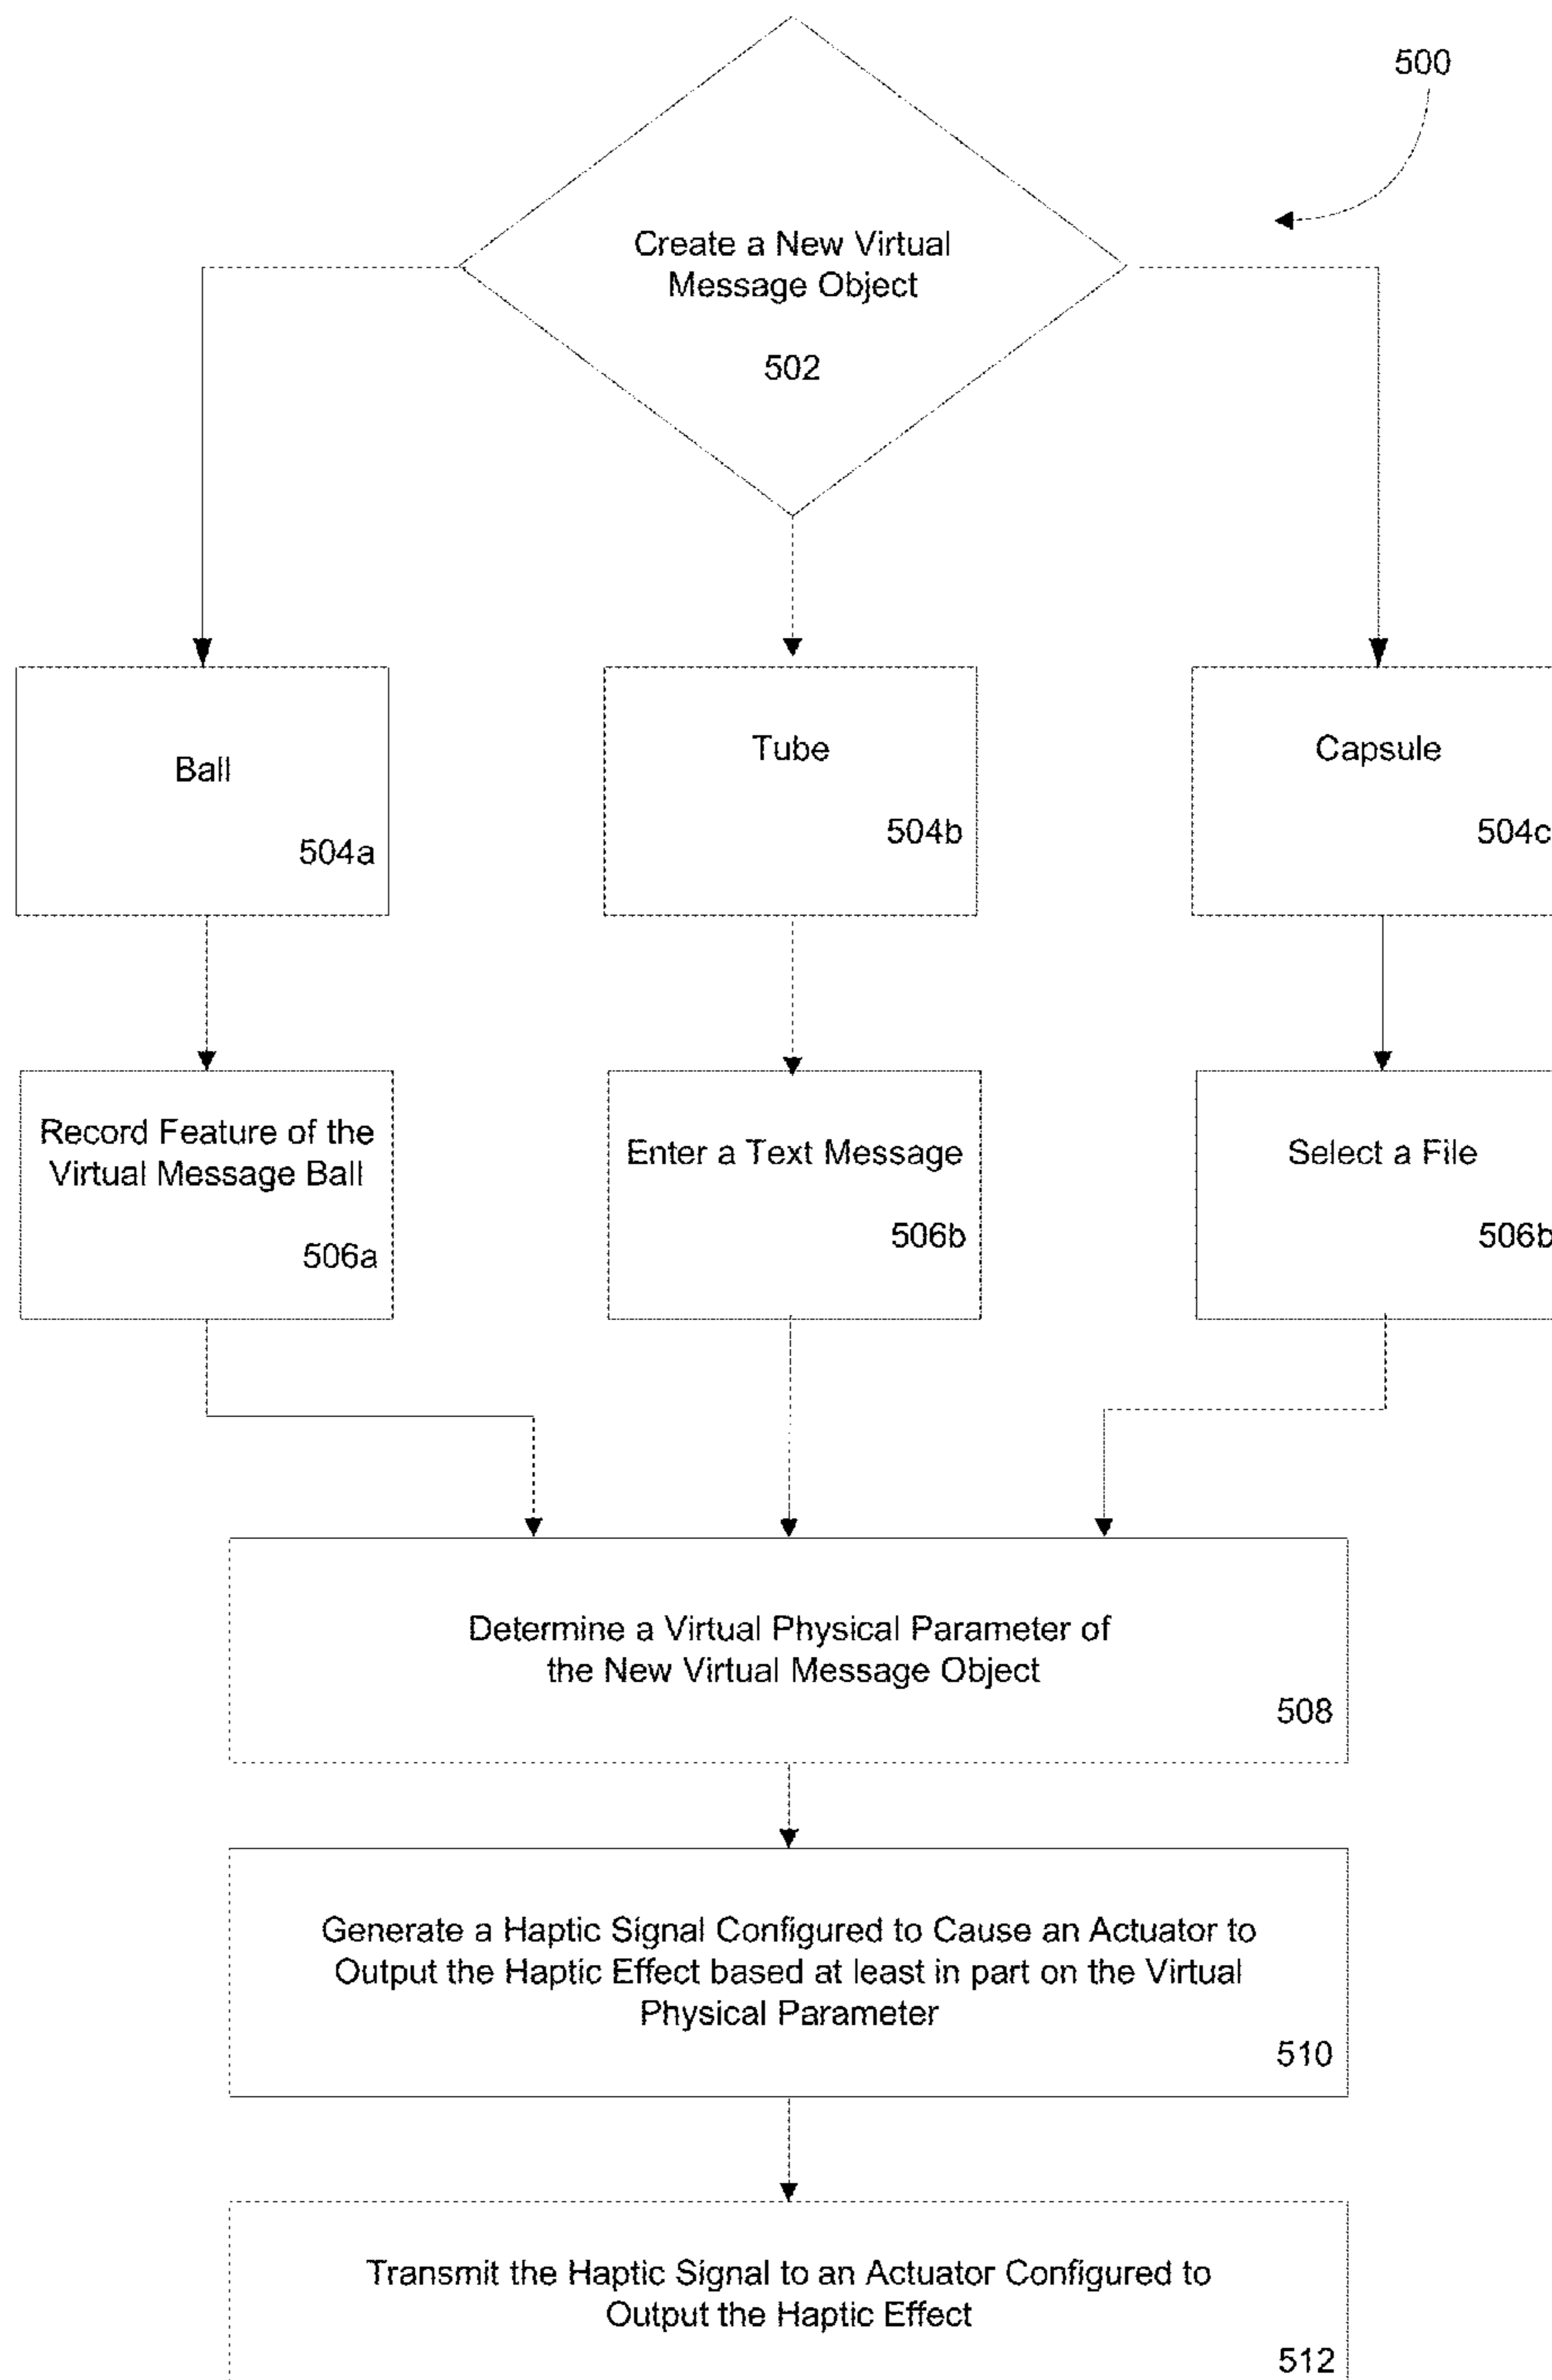 500
Create a New Virtual
Message Object
502
Ball
504a
Tube
504b
Capsule
504c
Record Feature of the
Virtual Message Ball
506a
Enter a Text Message
506b
Select a File
506b
Determine a Virtual Physical Parameter of
the New Virtual Message Object
508
Generate a Haptic Signal Configured to Cause an Actuator to
Output the Haptic Effect based at least in part on the Virtual
Physical Parameter
510
Transmit the Haptic Signal to an Actuator Configured to
Output the Haptic Effect
512